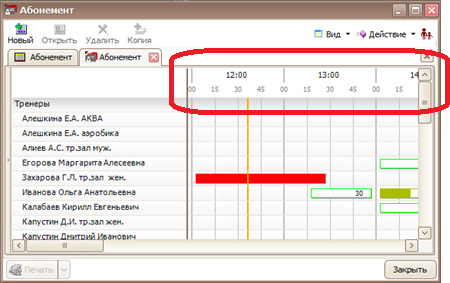 Абонемент
Новый Открыть Удалить Копия Вид Действие
Абонемент Абонемент
12:00 13:00 14
00 15 30 45 00 15 30 45 00 15
Тренеры
Алешкина Е.А. АКВА
Алешкина Е.А. аэробика
Алиев А.С. тр.зал муж.
Егорова Маргарита Алесеевна
Захарова Г.Л. тр.зал жен.
Иванова Ольга Анатольевна 30
Калабаев Кирилл Евгеньевич
Капустин Д.И. тр.зал жен.
Капустин Дмитрий Иванович
Печать Закрыть